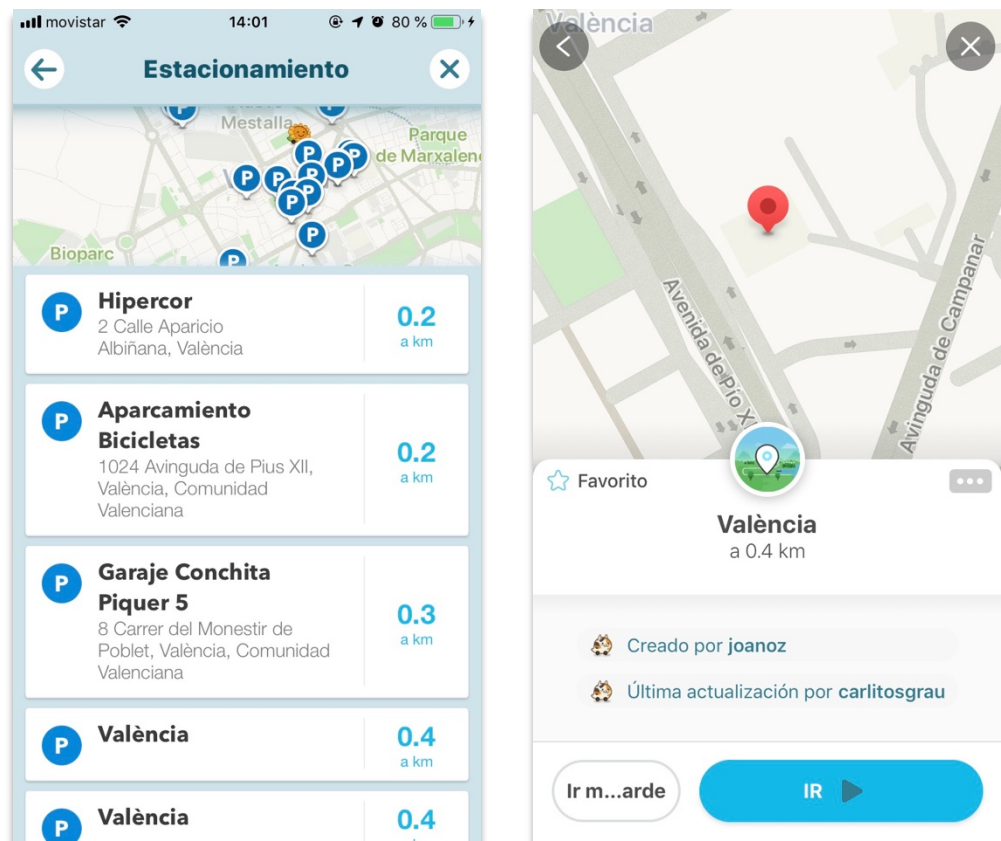 movistar 14:01 80 %
Estacionamiento
Mestalla
Parque
de Marxalen
Bioparc
P
Hipercor
2 Calle Aparicio
Albiñana, València
0.2
a km
P
Aparcamiento
Bicicletas
1024 Avinguda de Pius XII,
València, Comunidad
Valenciana
0.2
a km
P
Garaje Conchita
Piquer 5
8 Carrer del Monestir de
Poblet, València, Comunidad
Valenciana
0.3
a km
P
València
0.4
a km
P
València
0.4
València
Avenida de Pío X
Avinguda de Campanar
Favorito
València
a 0.4 km
Creado por joanoz
Última actualización por carlitosgrau
Ir m...arde
IR